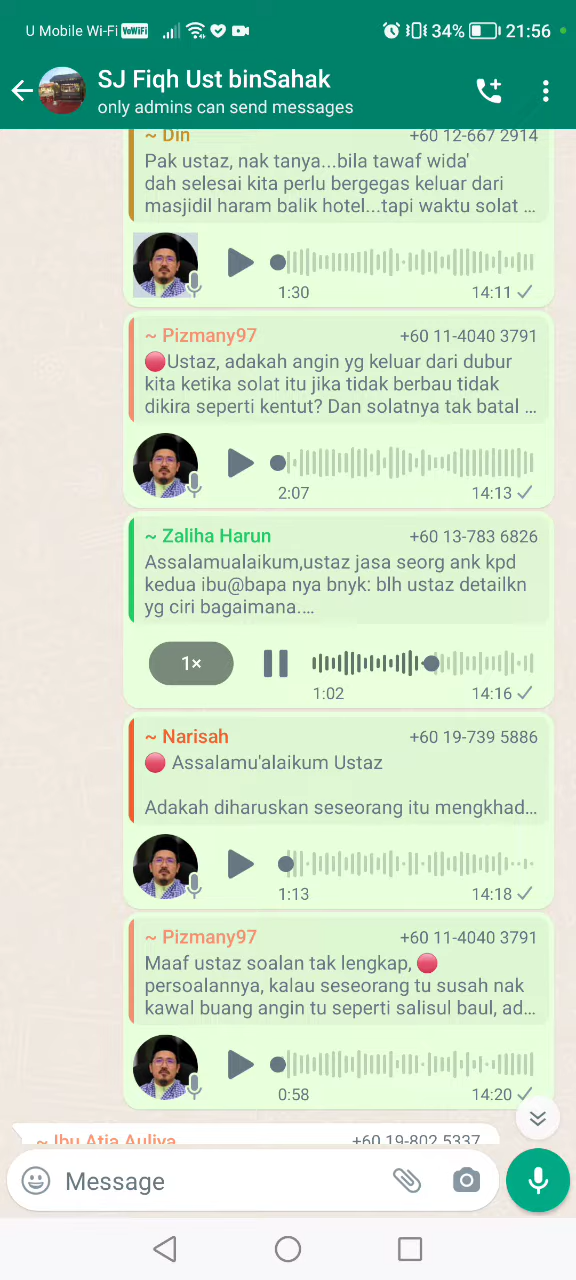 U Mobile Wi-Fi VoWiFi 34% 21:56
SJ Fiqh Ust binSahak
only admins can send messages
~ Din +60 12-667 2914
Pak ustaz, nak tanya...bila tawaf wida'
dah selesai kita perlu bergegas keluar dari
masjidil haram balik hotel...tapi waktu solat ...
1:30 14:11
~ Pizmany97 +60 11-4040 3791
🔴Ustaz, adakah angin yg keluar dari dubur
kita ketika solat itu jika tidak berbau tidak
dikira seperti kentut? Dan solatnya tak batal ...
2:07 14:13
~ Zaliha Harun +60 13-783 6826
Assalamualaikum,ustaz jasa seorg ank kpd
kedua ibu@bapa nya bnyk: blh ustaz detailkn
yg ciri bagaimana....
1×
1:02 14:16
~ Narisah +60 19-739 5886
🔴 Assalamu'alaikum Ustaz
Adakah diharuskan seseorang itu mengkhad...
1:13 14:18
~ Pizmany97 +60 11-4040 3791
Maaf ustaz soalan tak lengkap, 🔴
persoalannya, kalau seseorang tu susah nak
kawal buang angin tu seperti salisul baul, ad...
0:58 14:20
~ Ibu Atia Auliya +60 19-802 5337
Message